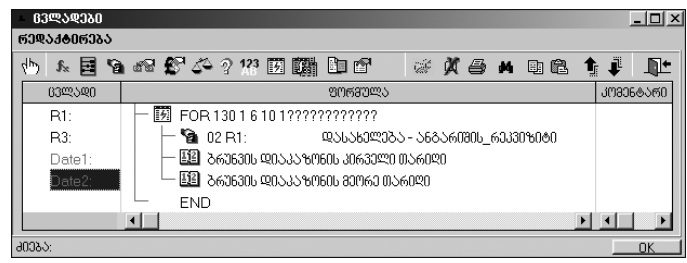 ცვლადები
რედაქტირება
ცვლადი ფორმულა კომენტარი
R1: FOR 130 1 6 10 1????????????
R3: 02 R1: დასახელება - ანგარიშის_რეკვიზიტი
Date1: ბრუნვის დიაპაზონის პირველი თარიღი
Date2: ბრუნვის დიაპაზონის მეორე თარიღი
END
ძიება: OK